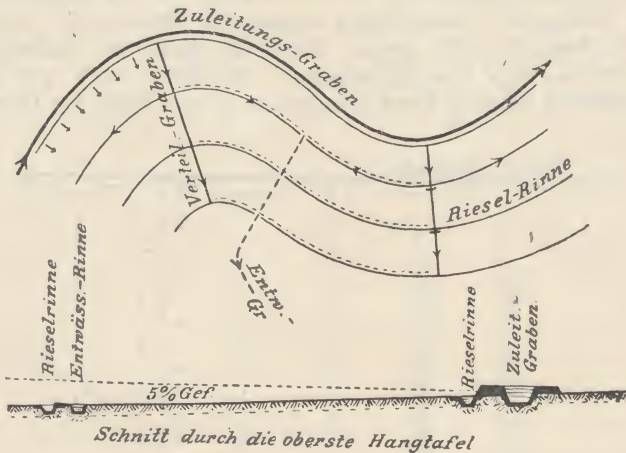 Zuleitungs-Graben
Verteil-Graben
Riesel-Rinne
Entw.-
Gr
Rieselrinne
Entwäss.-Rinne
Rieselrinne
Zuleit.-
Graben.
5% Gef.
Schnitt durch die oberste Hangtafel